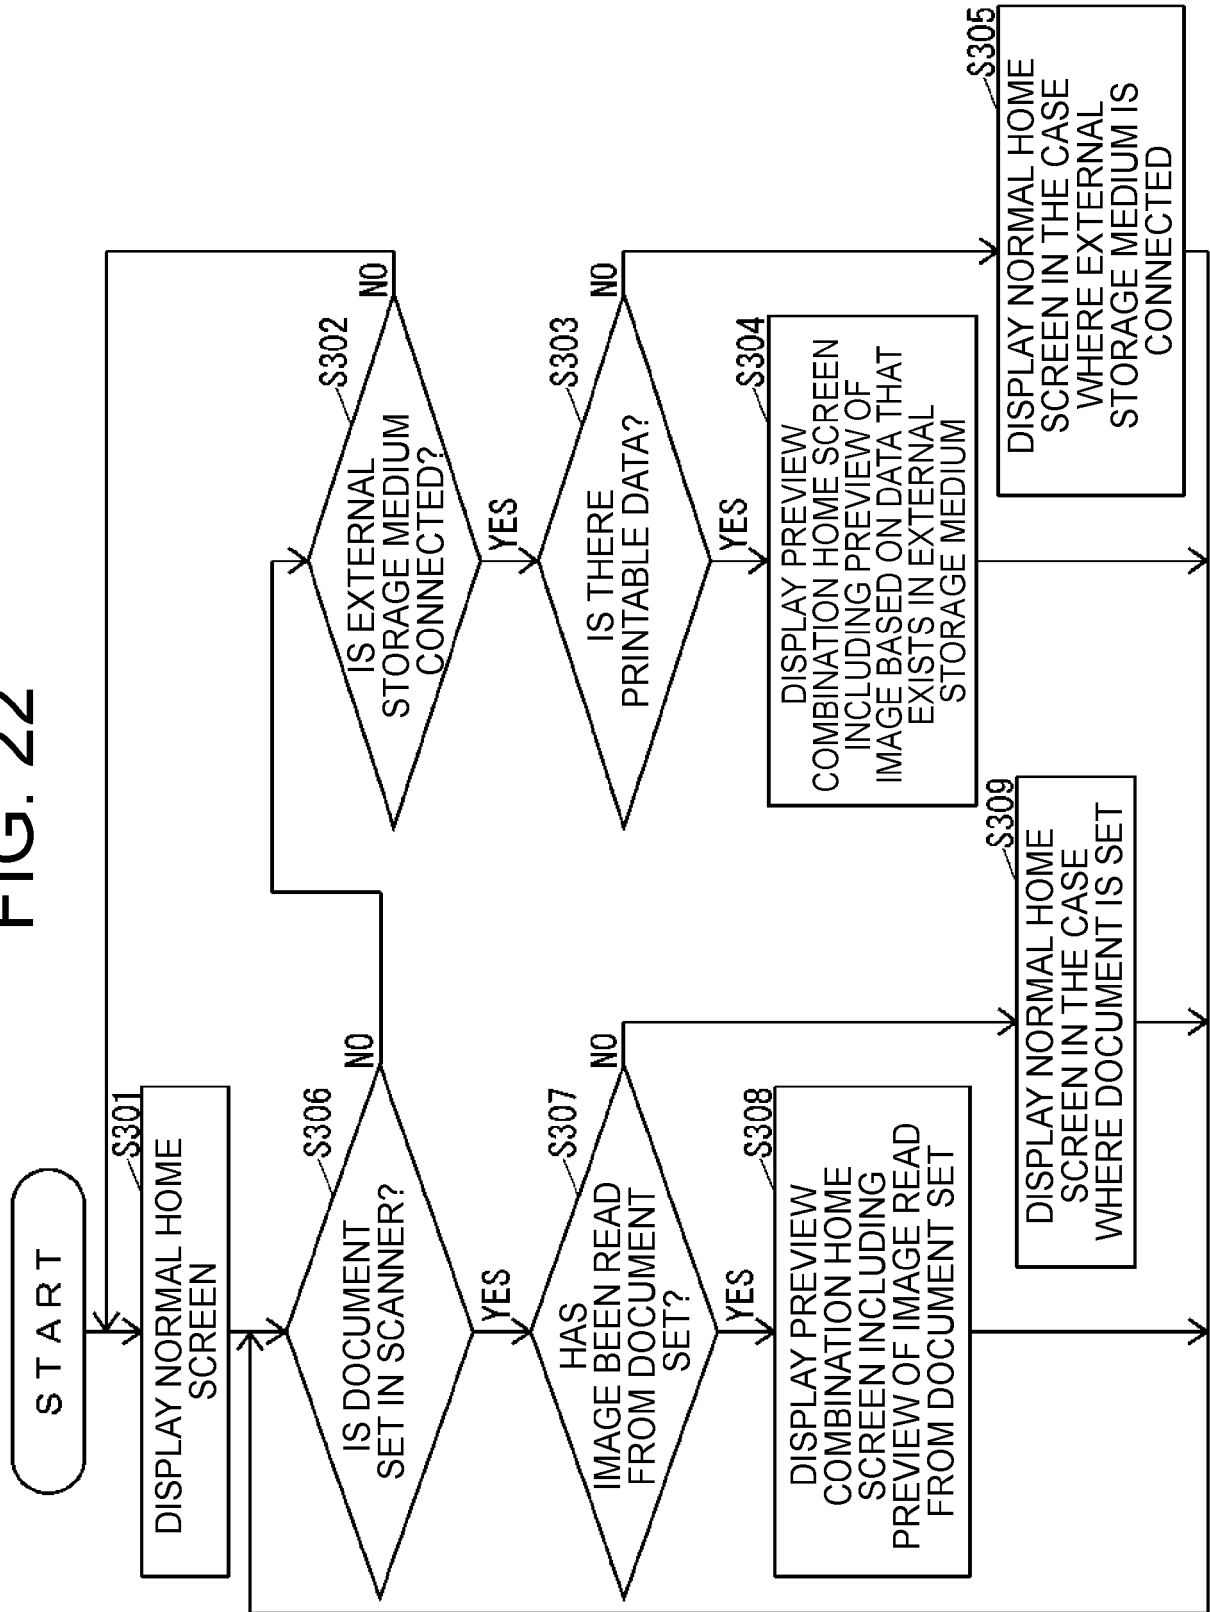 FIG. 22
START
S301
DISPLAY NORMAL HOME
SCREEN
S306
IS DOCUMENT
SET IN SCANNER?
NO
YES
S307
HAS
IMAGE BEEN READ
FROM DOCUMENT
SET?
NO
YES
S308
DISPLAY PREVIEW
COMBINATION HOME
SCREEN INCLUDING
PREVIEW OF IMAGE READ
FROM DOCUMENT SET
S309
DISPLAY NORMAL HOME
SCREEN IN THE CASE
WHERE DOCUMENT IS SET
S302
IS EXTERNAL
STORAGE MEDIUM
CONNECTED?
NO
YES
S303
IS THERE
PRINTABLE DATA?
NO
YES
S304
DISPLAY PREVIEW
COMBINATION HOME SCREEN
INCLUDING PREVIEW OF
IMAGE BASED ON DATA THAT
EXISTS IN EXTERNAL
STORAGE MEDIUM
S305
DISPLAY NORMAL HOME
SCREEN IN THE CASE
WHERE EXTERNAL
STORAGE MEDIUM IS
CONNECTED